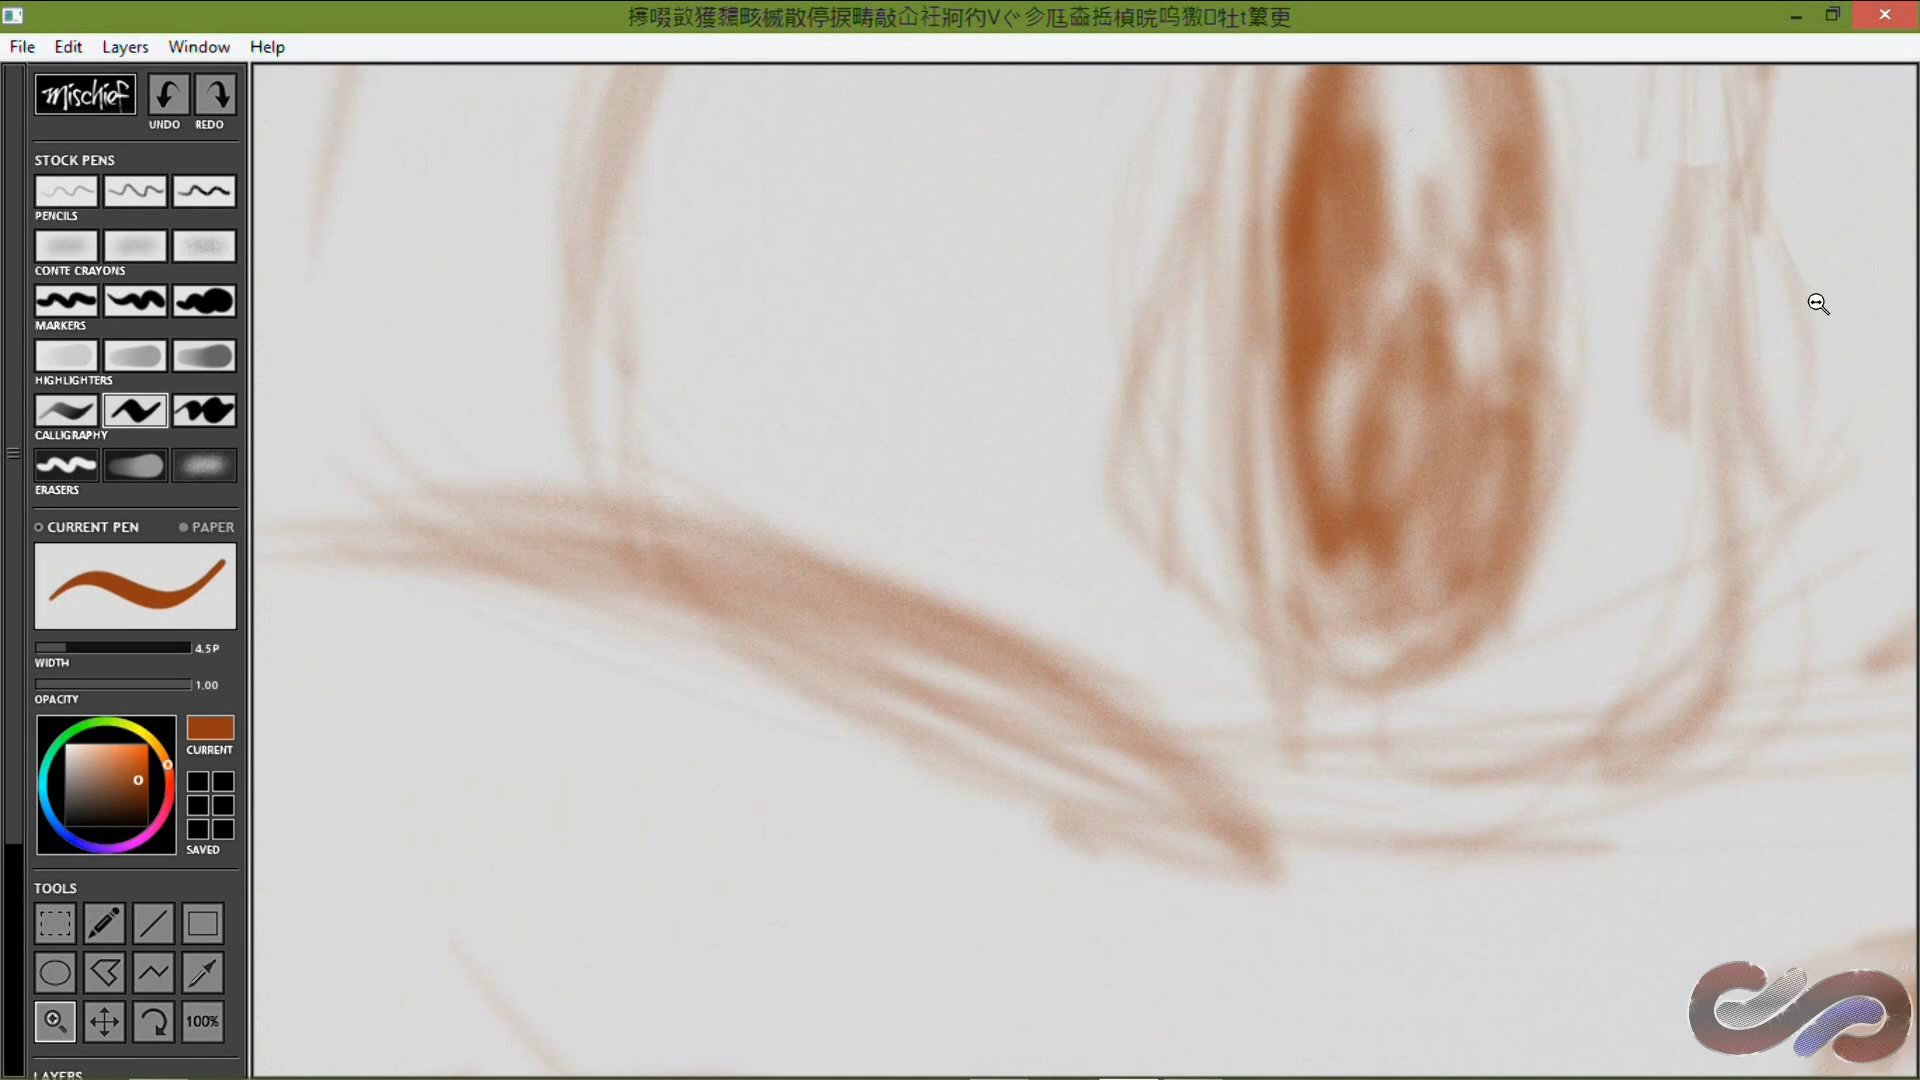 File Edit Layers Window Help
mischief
UNDO REDO
STOCK PENS
PENCILS
CONTE CRAYONS
MARKERS
HIGHLIGHTERS
CALLIGRAPHY
ERASERS
CURRENT PEN PAPER
4.5P
WIDTH
1.00
OPACITY
CURRENT
SAVED
TOOLS
100%
LAYERS